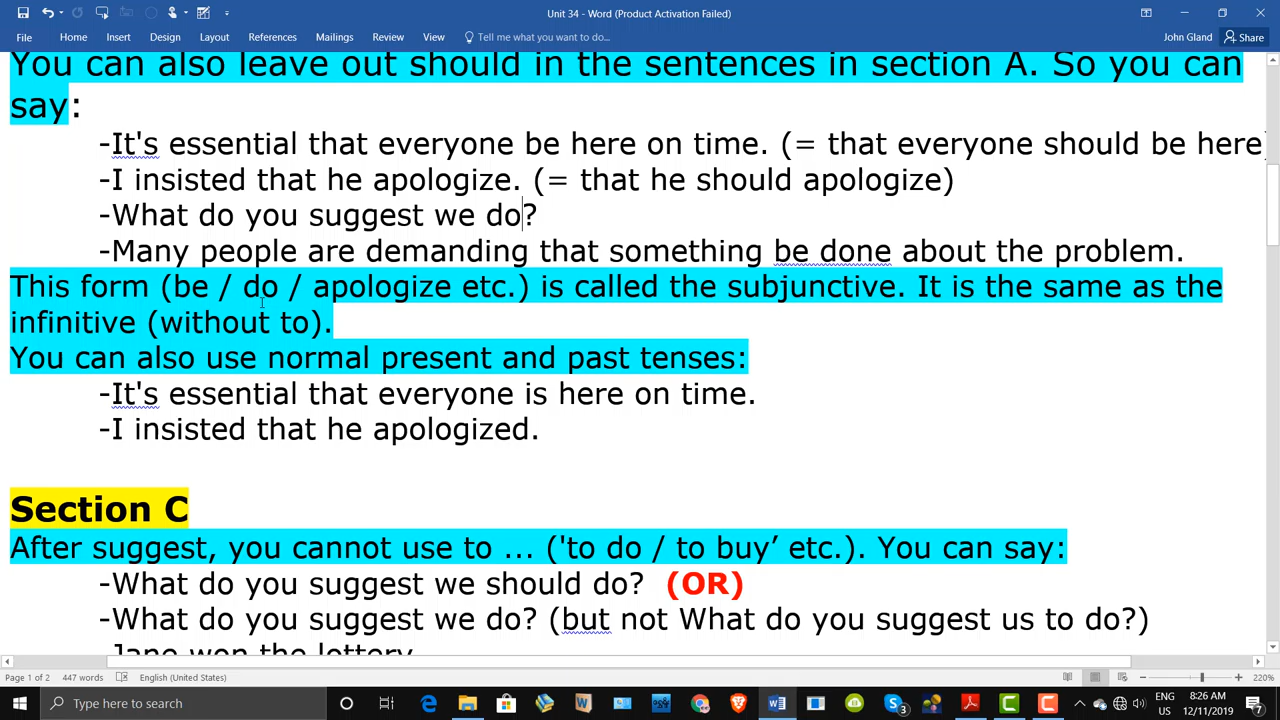 Unit 34 - Word (Product Activation Failed)
File Home Insert Design Layout References Mailings Review View Tell me what you want to do... John Gland Share
You can also leave out should in the sentences in section A. So you can
say:
-It's essential that everyone be here on time. (= that everyone should be here)
-I insisted that he apologize. (= that he should apologize)
-What do you suggest we do?
-Many people are demanding that something be done about the problem.
This form (be / do / apologize etc.) is called the subjunctive. It is the same as the
infinitive (without to).
You can also use normal present and past tenses:
-It's essential that everyone is here on time.
-I insisted that he apologized.
Section C
After suggest, you cannot use to ... ('to do / to buy’ etc.). You can say:
-What do you suggest we should do? (OR)
-What do you suggest we do? (but not What do you suggest us to do?)
-Jane won the lottery
Page 1 of 2 447 words English (United States) 220%
Type here to search 3 ENG 8:26 AM
US 12/11/2019 7